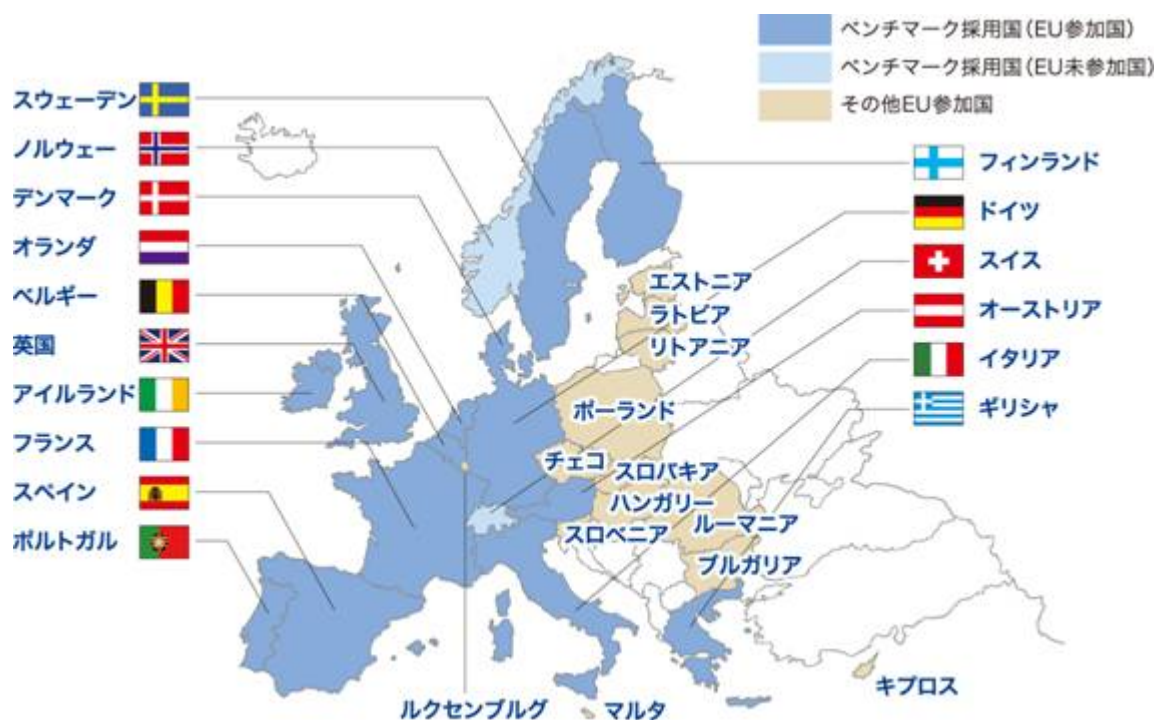 ベンチマーク採用国(EU参加国)
ベンチマーク採用国(EU未参加国)
その他EU参加国
スウェーデン
ノルウェー
デンマーク
オランダ
ベルギー
英国
アイルランド
フランス
スペイン
ポルトガル
フィンランド
ドイツ
スイス
オーストリア
イタリア
ギリシャ
エストニア
ラトビア
リトアニア
ポーランド
チェコ
スロバキア
ハンガリー
スロベニア
ルーマニア
ブルガリア
ルクセンブルグ
マルタ
キプロス